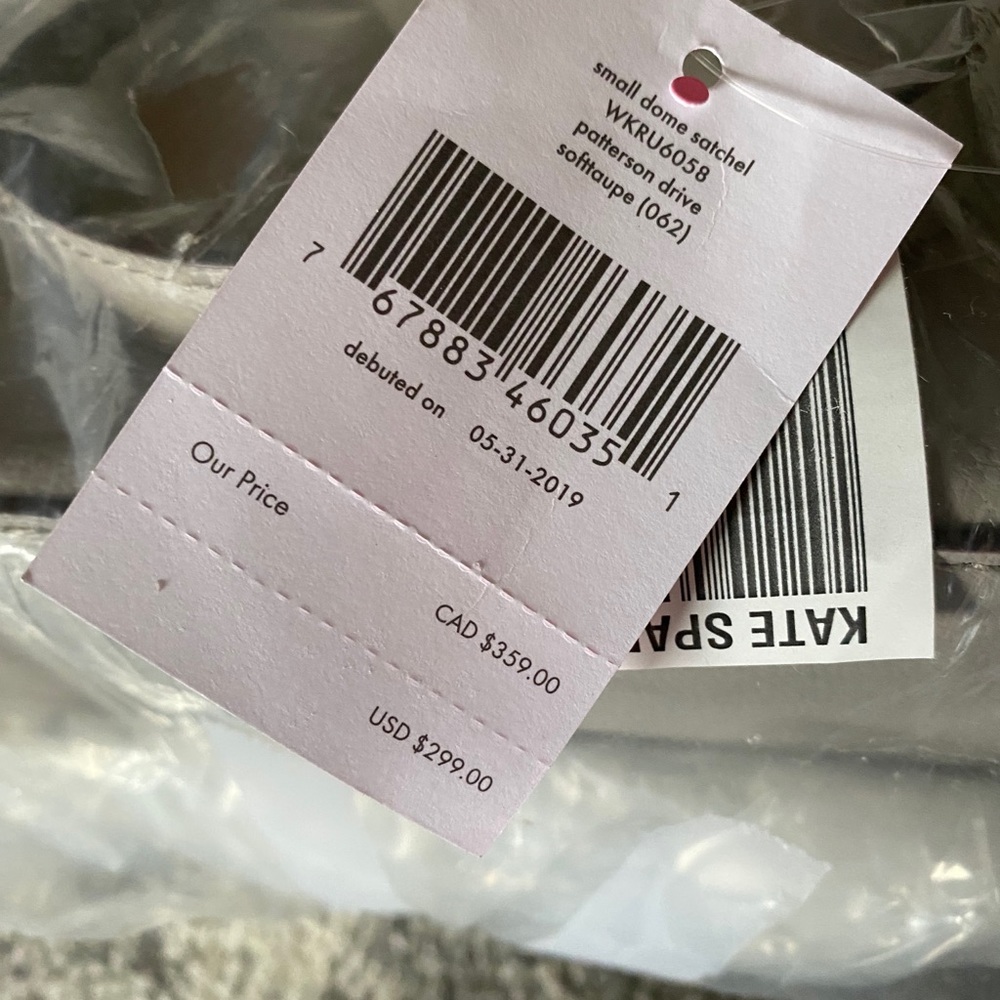 small dome satchel
WKRU6058
patterson drive
softtaupe (062)
7 67883 46035 1
debuted on 05-31-2019
Our Price
CAD $359.00
USD $299.00
KATE